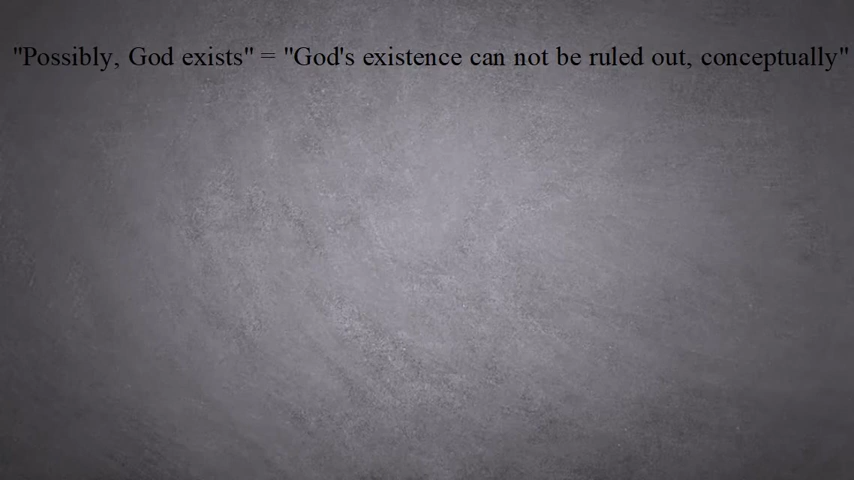 "Possibly, God exists" = "God's existence can not be ruled out, conceptually"